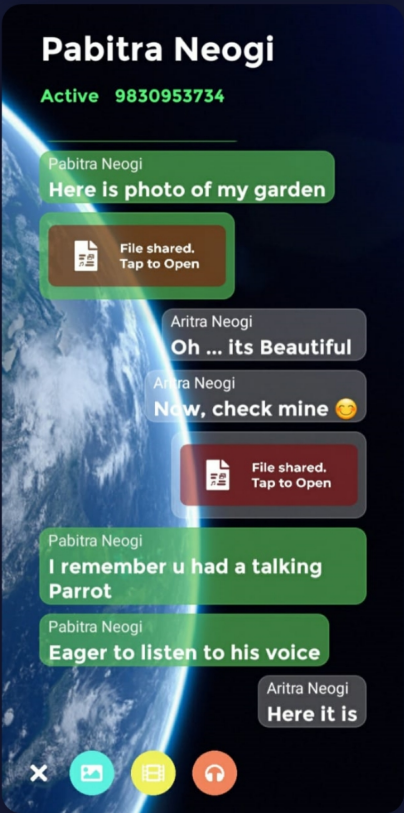 Pabitra Neogi
Active 9830953734
Pabitra Neogi
Here is photo of my garden
File shared.
Tap to Open
Aritra Neogi
Oh ... its Beautiful
Aritra Neogi
Now, check mine 😊
File shared.
Tap to Open
Pabitra Neogi
I remember u had a talking
Parrot
Pabitra Neogi
Eager to listen to his voice
Aritra Neogi
Here it is